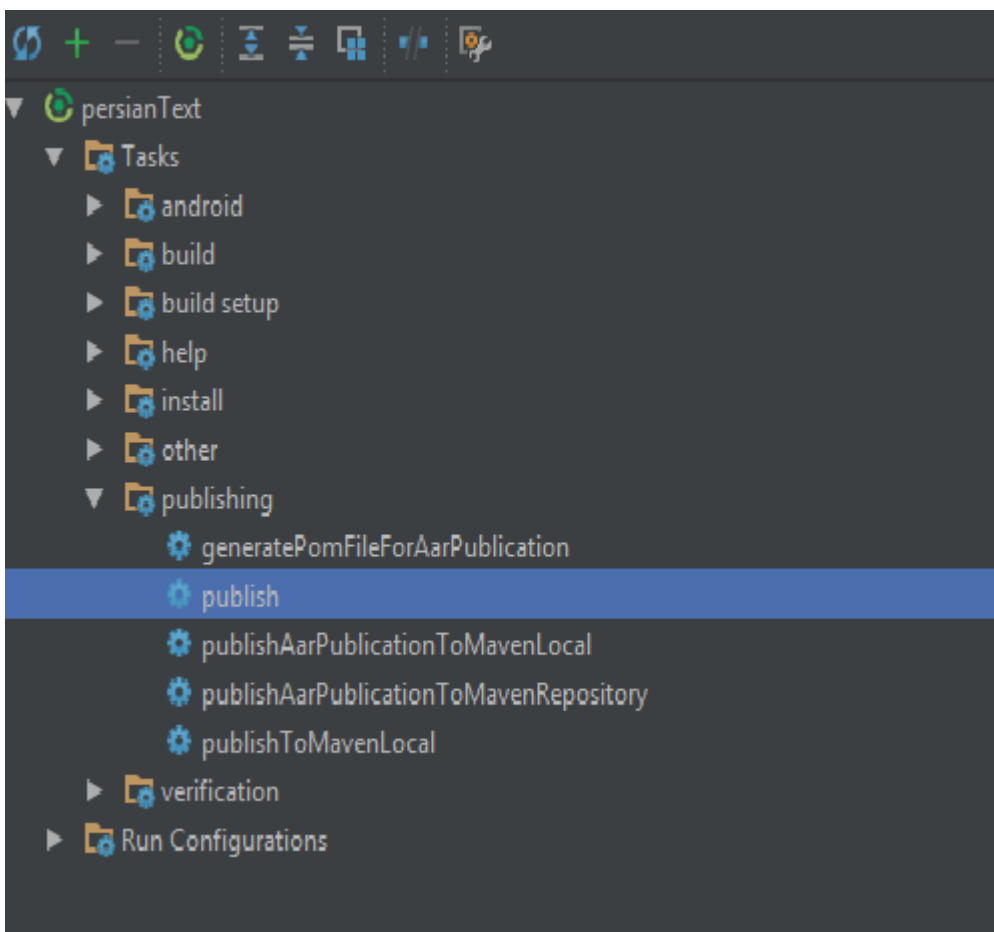 persianText
Tasks
android
build
build setup
help
install
other
publishing
generatePomFileForAarPublication
publish
publishAarPublicationToMavenLocal
publishAarPublicationToMavenRepository
publishToMavenLocal
verification
Run Configurations